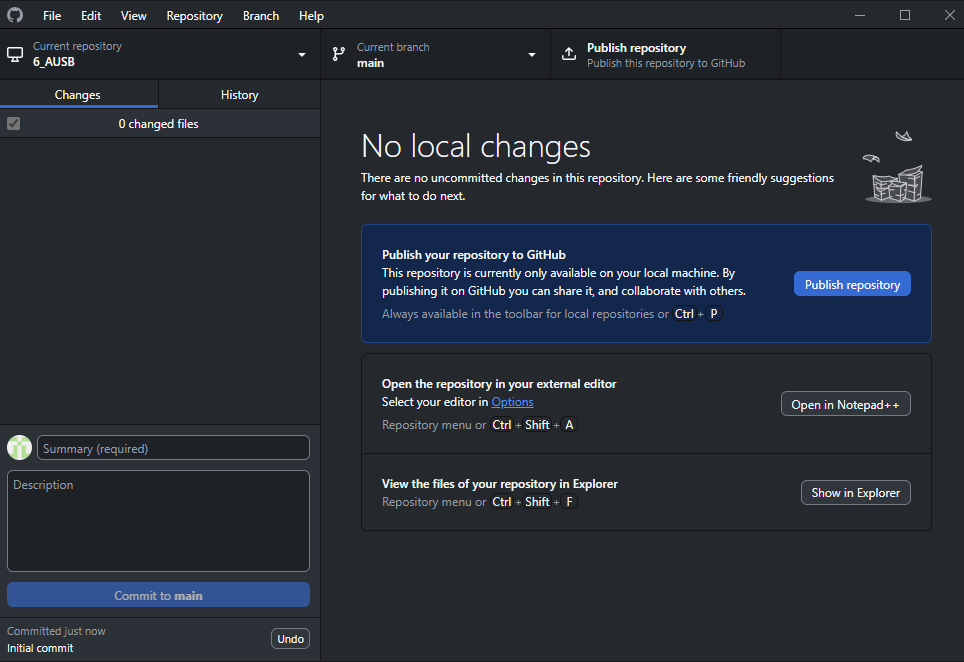 File Edit View Repository Branch Help
Current repository
6_AUSB
Current branch
main
Publish repository
Publish this repository to GitHub
Changes
History
0 changed files
No local changes
There are no uncommitted changes in this repository. Here are some friendly suggestions
for what to do next.
Publish your repository to GitHub
This repository is currently only available on your local machine. By
publishing it on GitHub you can share it, and collaborate with others.
Always available in the toolbar for local repositories or Ctrl + P
Publish repository
Open the repository in your external editor
Select your editor in Options
Repository menu or Ctrl + Shift + A
Open in Notepad++
View the files of your repository in Explorer
Repository menu or Ctrl + Shift + F
Show in Explorer
Summary (required)
Description
Commit to main
Committed just now
Initial commit
Undo